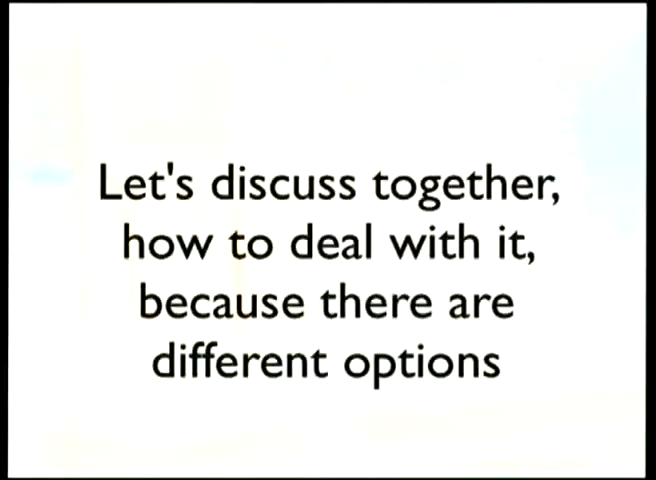 Let's discuss together,
how to deal with it,
because there are
different options